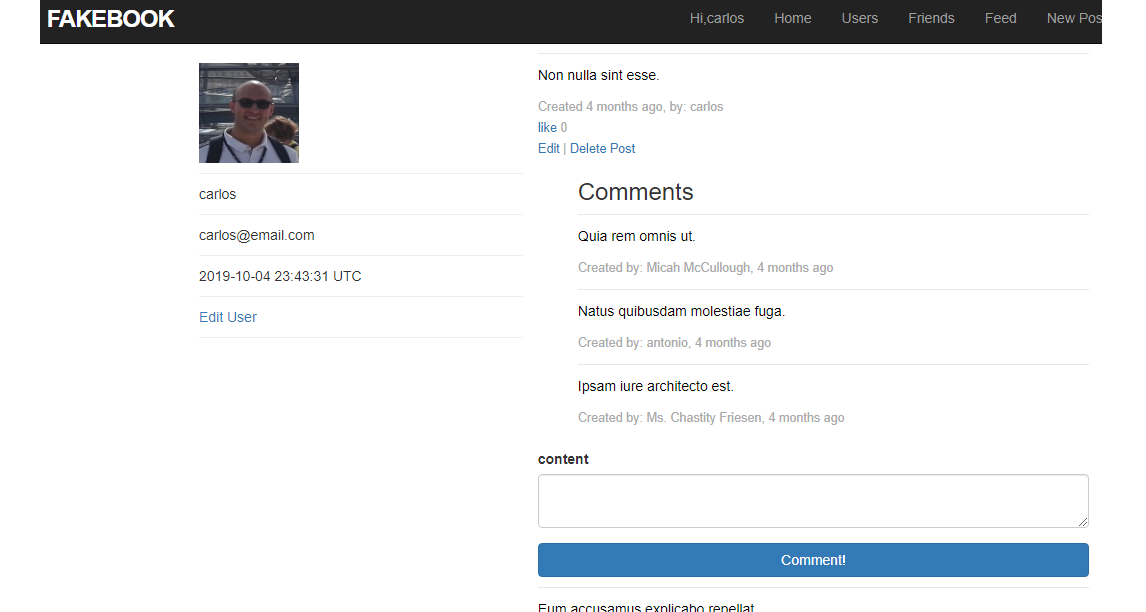 FAKEBOOK
Hi,carlos Home Users Friends Feed New Pos
carlos
carlos@email.com
2019-10-04 23:43:31 UTC
Edit User
Non nulla sint esse.
Created 4 months ago, by: carlos
like 0
Edit | Delete Post
Comments
Quia rem omnis ut.
Created by: Micah McCullough, 4 months ago
Natus quibusdam molestiae fuga.
Created by: antonio, 4 months ago
Ipsam iure architecto est.
Created by: Ms. Chastity Friesen, 4 months ago
content
Comment!
Eum accusamus explicabo repellat